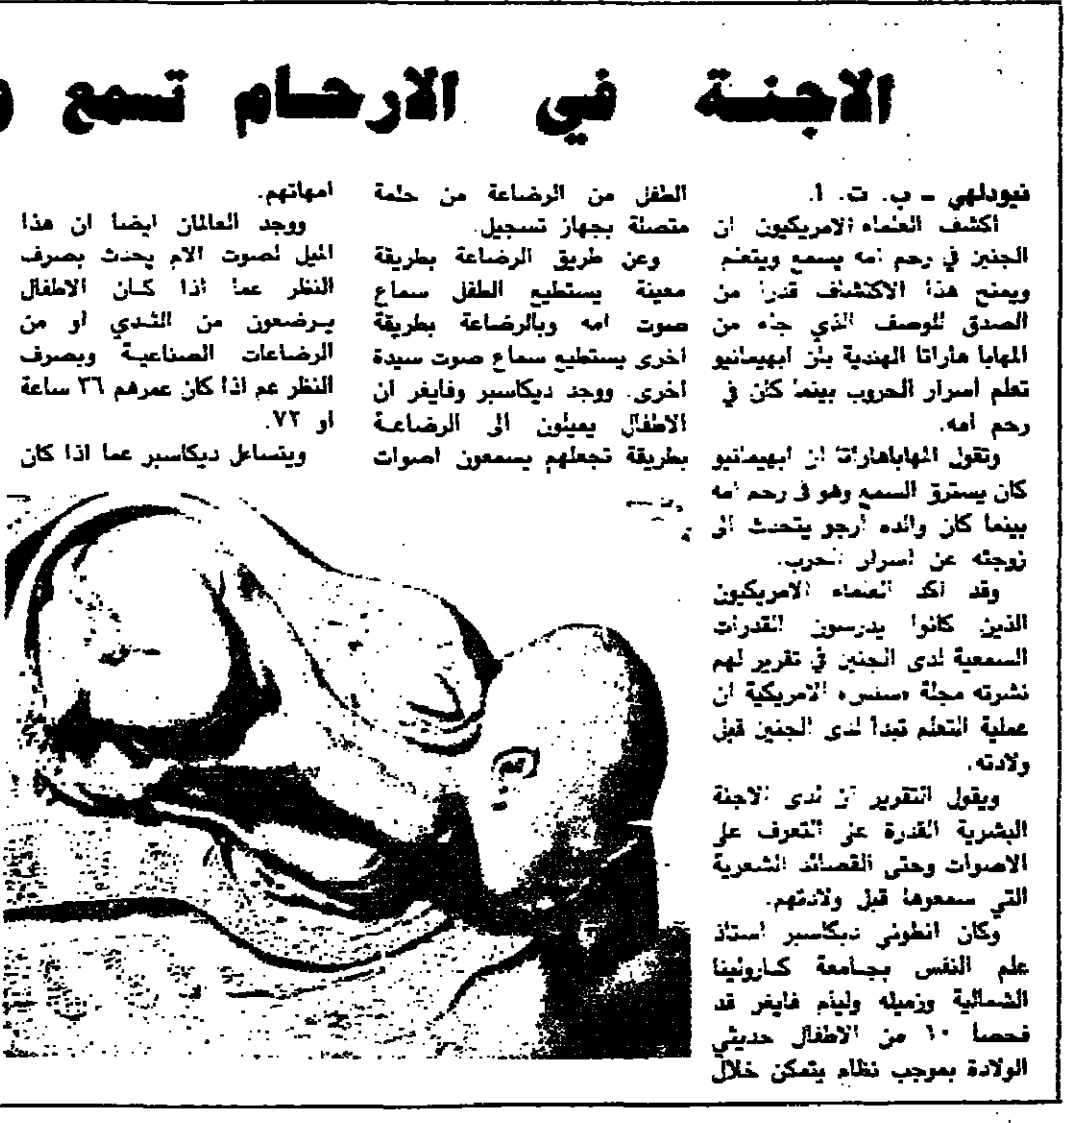 الاجنة في الارحام تسمع و
نيودلهي - ب. ت. ا.
اكشف العلماء الامريكيون ان
الجنين في رحم امه يسمع ويتعلم
ويمنح هذا الاكتشاف قدرا من
الصدق للوصف الذي جاء من
المهابا هاراتا الهندية بان ابهيمانيو
تعلم اسرار الحروب بينما كان في
رحم امه.
وتقول المهاباهاراتا ان ابهيمانيو
كان يسترق السمع وهو في رحم امه
بينما كان والده أرجو يتحدث الى
زوجته عن اسرار الحرب.
وقد اكد العلماء الامريكيون
الذين كانوا يدرسون القدرات
السمعية لدى الجنين في تقرير لهم
نشرته مجلة «سنس» الامريكية ان
عملية التعلم تبدأ لدى الجنين قبل
ولادته.
ويقول التقرير ان لدى الاجنة
البشرية القدرة على التعرف على
الاصوات وحتى القصائد الشعرية
التي سمعوها قبل ولادتهم.
وكان انطوني ديكاسبر استاذ
علم النفس بجامعة كارولينا
الشمالية وزميله وليام فايفر قد
فحصا ٦٠ من الاطفال حديثي
الولادة بموجب نظام يتمكن خلال
الطفل من الرضاعة من حلمة
متصلة بجهاز تسجيل.
وعن طريق الرضاعة بطريقة
معينة يستطيع الطفل سماع
صوت امه وبالرضاعة بطريقة
اخرى يستطيع سماع صوت سيدة
اخرى. ووجد ديكاسبر وفايفر ان
الاطفال يميلون الى الرضاعة
بطريقة تجعلهم يسمعون اصوات
امهاتهم.
ووجد العالمان ايضا ان هذا
الميل لصوت الام يحدث بصرف
النظر عما اذا كان الاطفال
يرضعون من الثدي او من
الرضاعات الصناعية وبصرف
النظر عم اذا كان عمرهم ٣٦ ساعة
او ٧٢.
ويتساءل ديكاسبر عما اذا كان